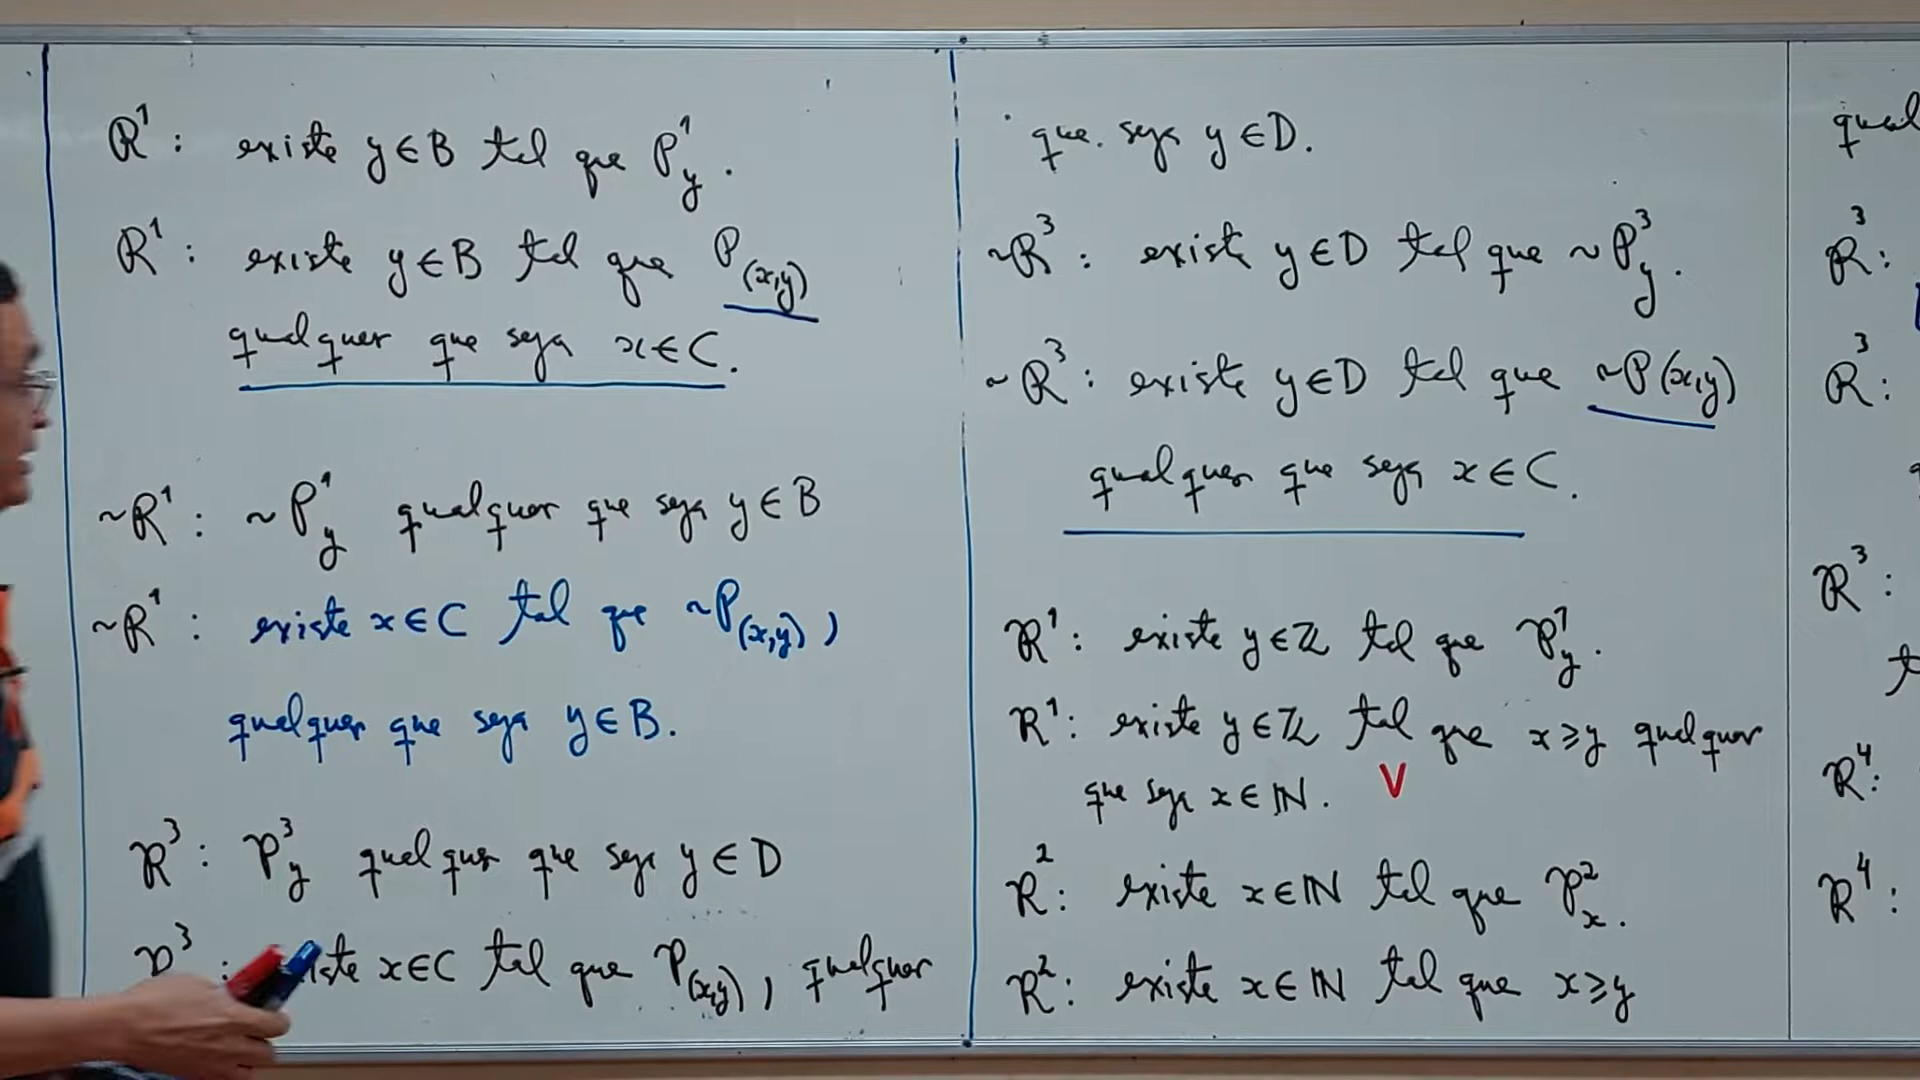 R¹ : existe y ∈ B tal que P¹_y .
R¹ : existe y ∈ B tal que P_(x,y)
qualquer que seja x ∈ C.
~R¹ : ~P¹_y qualquer que seja y ∈ B
~R¹ : existe x ∈ C tal que ~P_(x,y) ,
qualquer que seja y ∈ B.
R³ : P³_y qualquer que seja y ∈ D
R³ : x ∈ C tal que P_(x,y) , qualquer
que seja y ∈ D.
~R³ : existe y ∈ D tal que ~P³_y .
~R³ : existe y ∈ D tal que ~P(x,y)
qualquer que seja x ∈ C.
R¹ : existe y ∈ ℤ tal que P¹_y .
R¹ : existe y ∈ ℤ tal que x ⩾ y qualquer
que seja x ∈ ℕ. V
R² : existe x ∈ ℕ tal que P²_x .
R² : existe x ∈ ℕ tal que x ⩾ y
R³ :
R³ :
R³ :
R⁴ :
R⁴ :